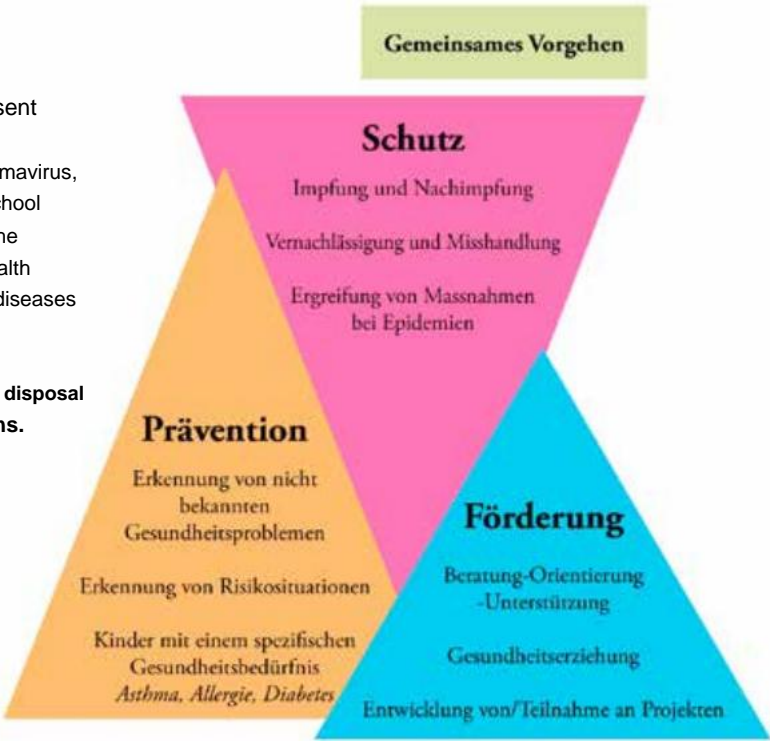 Gemeinsames Vorgehen
sent
mavirus,
chool
ne
alth
diseases
disposal
ns.
Schutz
Impfung und Nachimpfung
Vernachlässigung und Misshandlung
Ergreifung von Massnahmen
bei Epidemien
Prävention
Erkennung von nicht
bekannten
Gesundheitsproblemen
Erkennung von Risikosituationen
Kinder mit einem spezifischen
Gesundheitsbedürfnis
Asthma, Allergie, Diabetes
Förderung
Beratung-Orientierung
-Unterstützung
Gesundheitserziehung
Entwicklung von/Teilnahme an Projekten